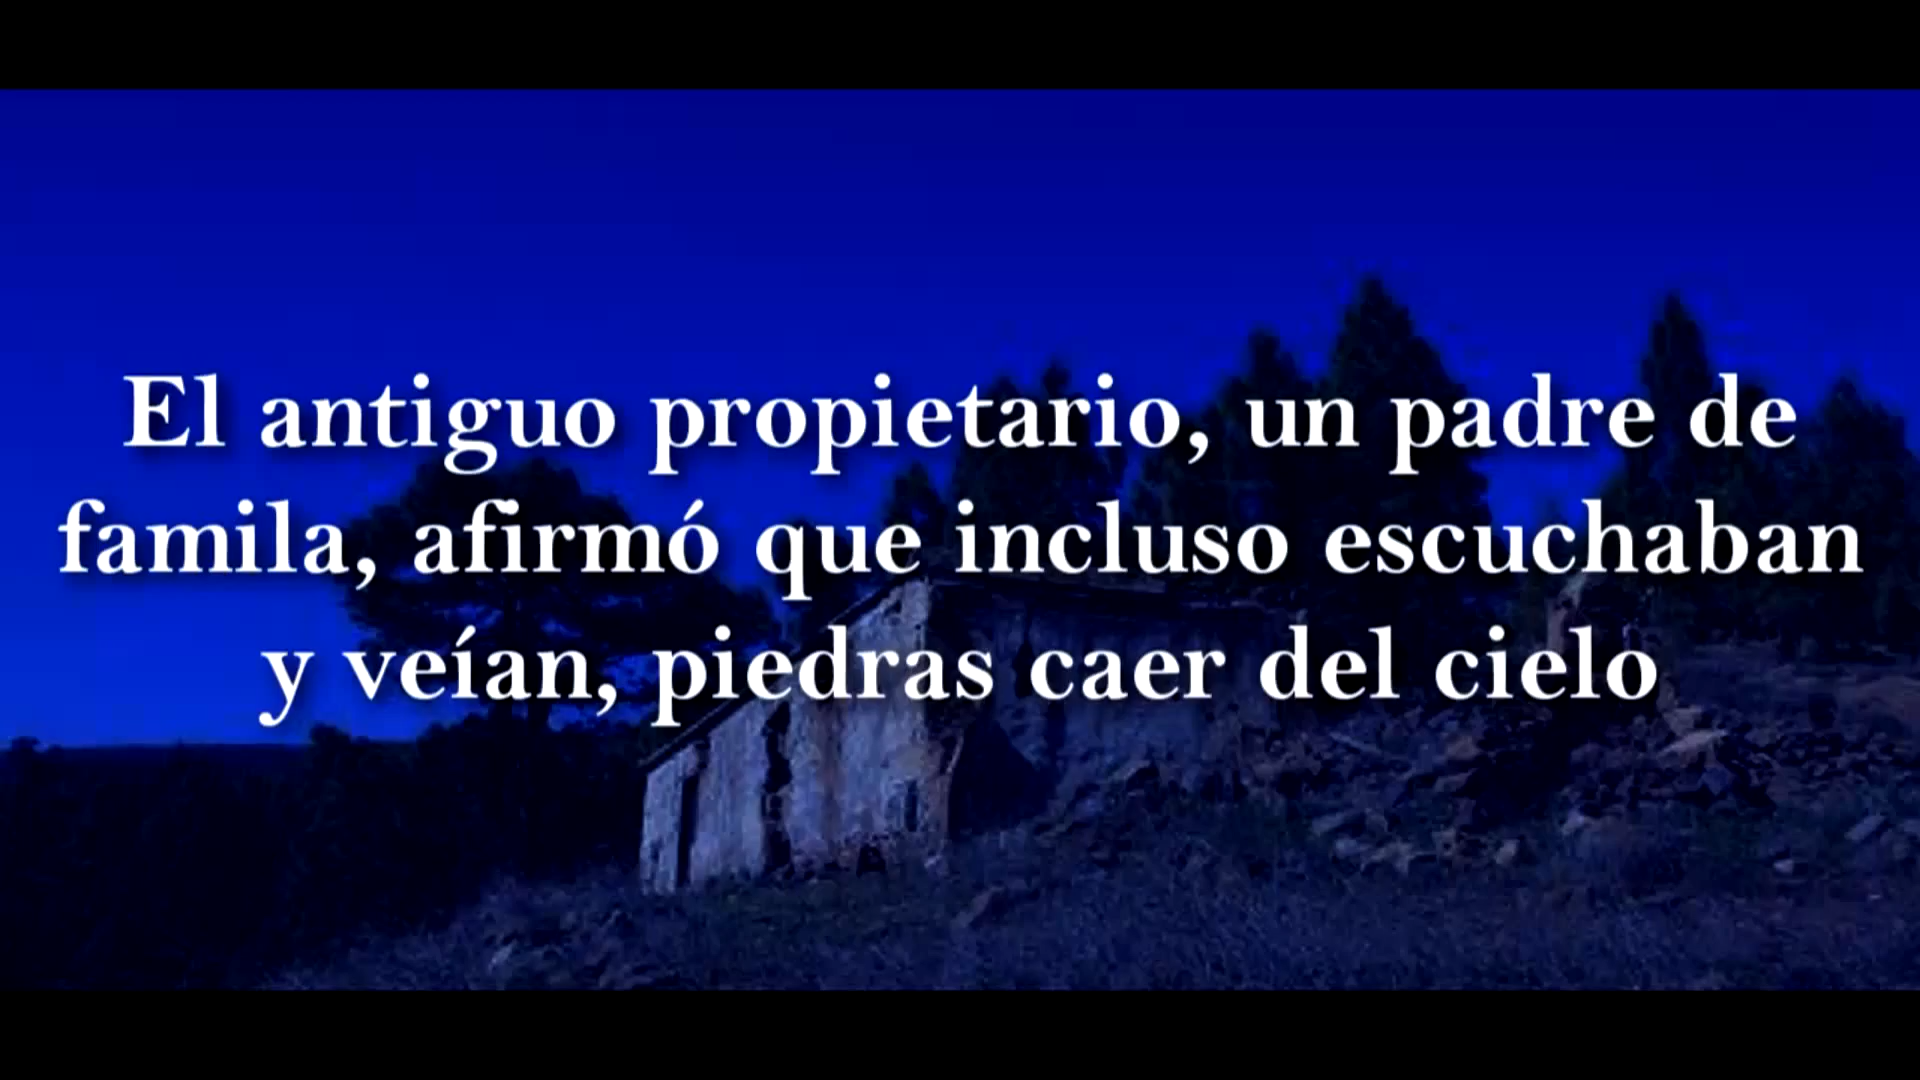 El antiguo propietario, un padre de
famila, afirmó que incluso escuchaban
y veían, piedras caer del cielo